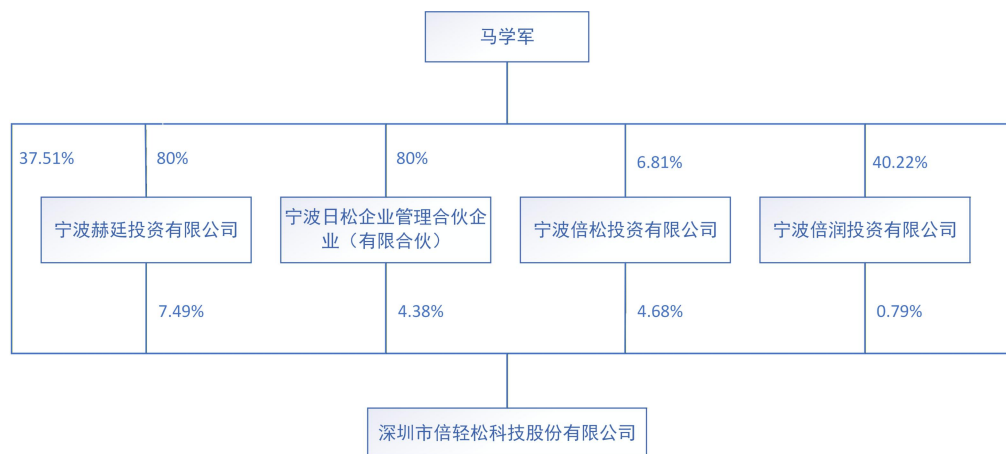 马学军
37.51%
80%
80%
6.81%
40.22%
宁波赫廷投资有限公司
宁波日松企业管理合伙企
业（有限合伙）
宁波倍松投资有限公司
宁波倍润投资有限公司
7.49%
4.38%
4.68%
0.79%
深圳市倍轻松科技股份有限公司